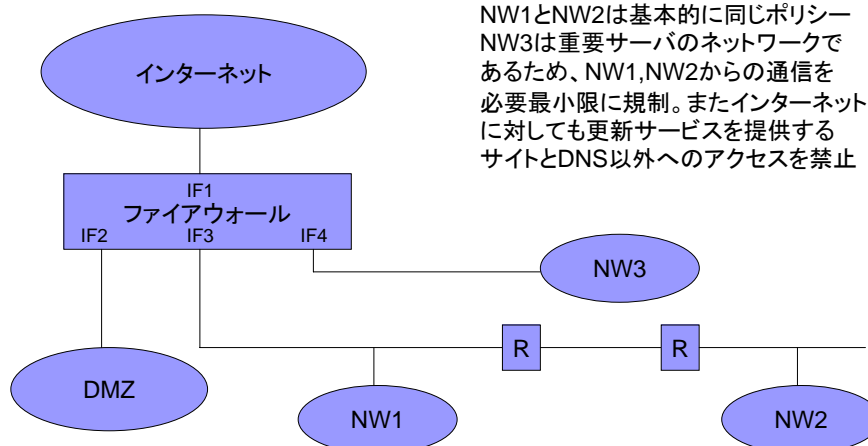 NW1とNW2は基本的に同じポリシー
NW3は重要サーバのネットワークで
あるため、NW1,NW2からの通信を
必要最小限に規制。またインターネット
に対しても更新サービスを提供する
サイトとDNS以外へのアクセスを禁止
インターネット
IF1
ファイアウォール
IF2 IF3 IF4
NW3
R R
DMZ
NW1
NW2